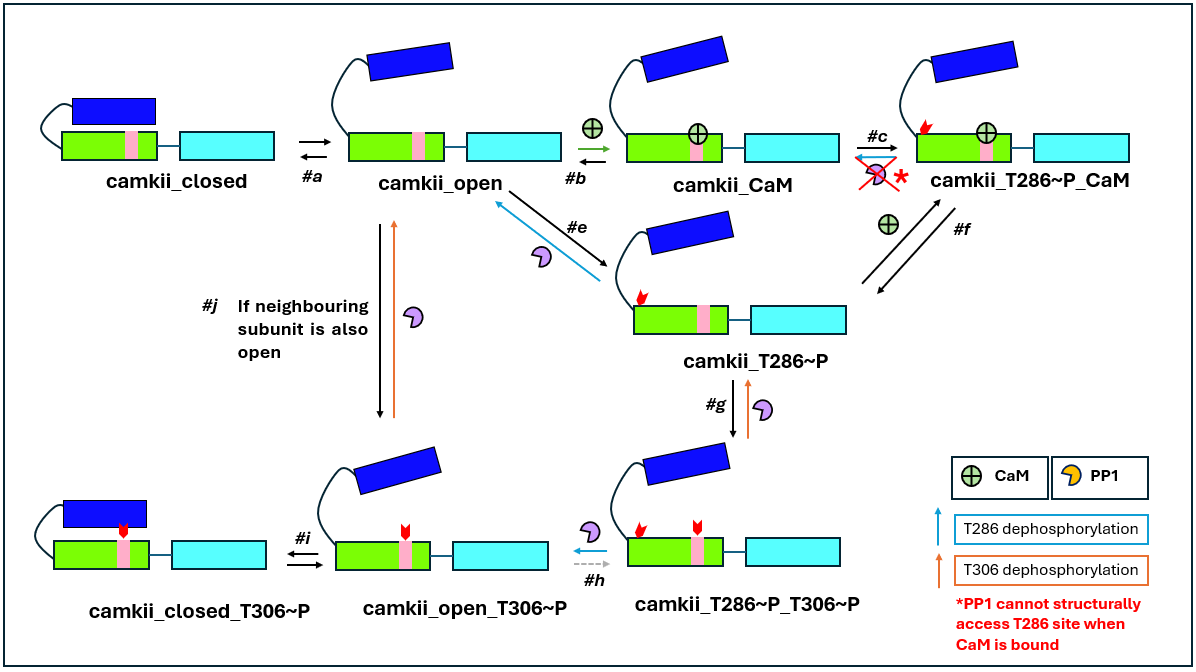 #a
#b
#c
camkii_closed
camkii_open
camkii_CaM
*
camkii_T286~P_CaM
#e
#f
#j If neighbouring
subunit is also
open
camkii_T286~P
#g
#i
#h
camkii_closed_T306~P
camkii_open_T306~P
camkii_T286~P_T306~P
CaM
PP1
T286 dephosphorylation
T306 dephosphorylation
*PP1 cannot structurally
access T286 site when
CaM is bound